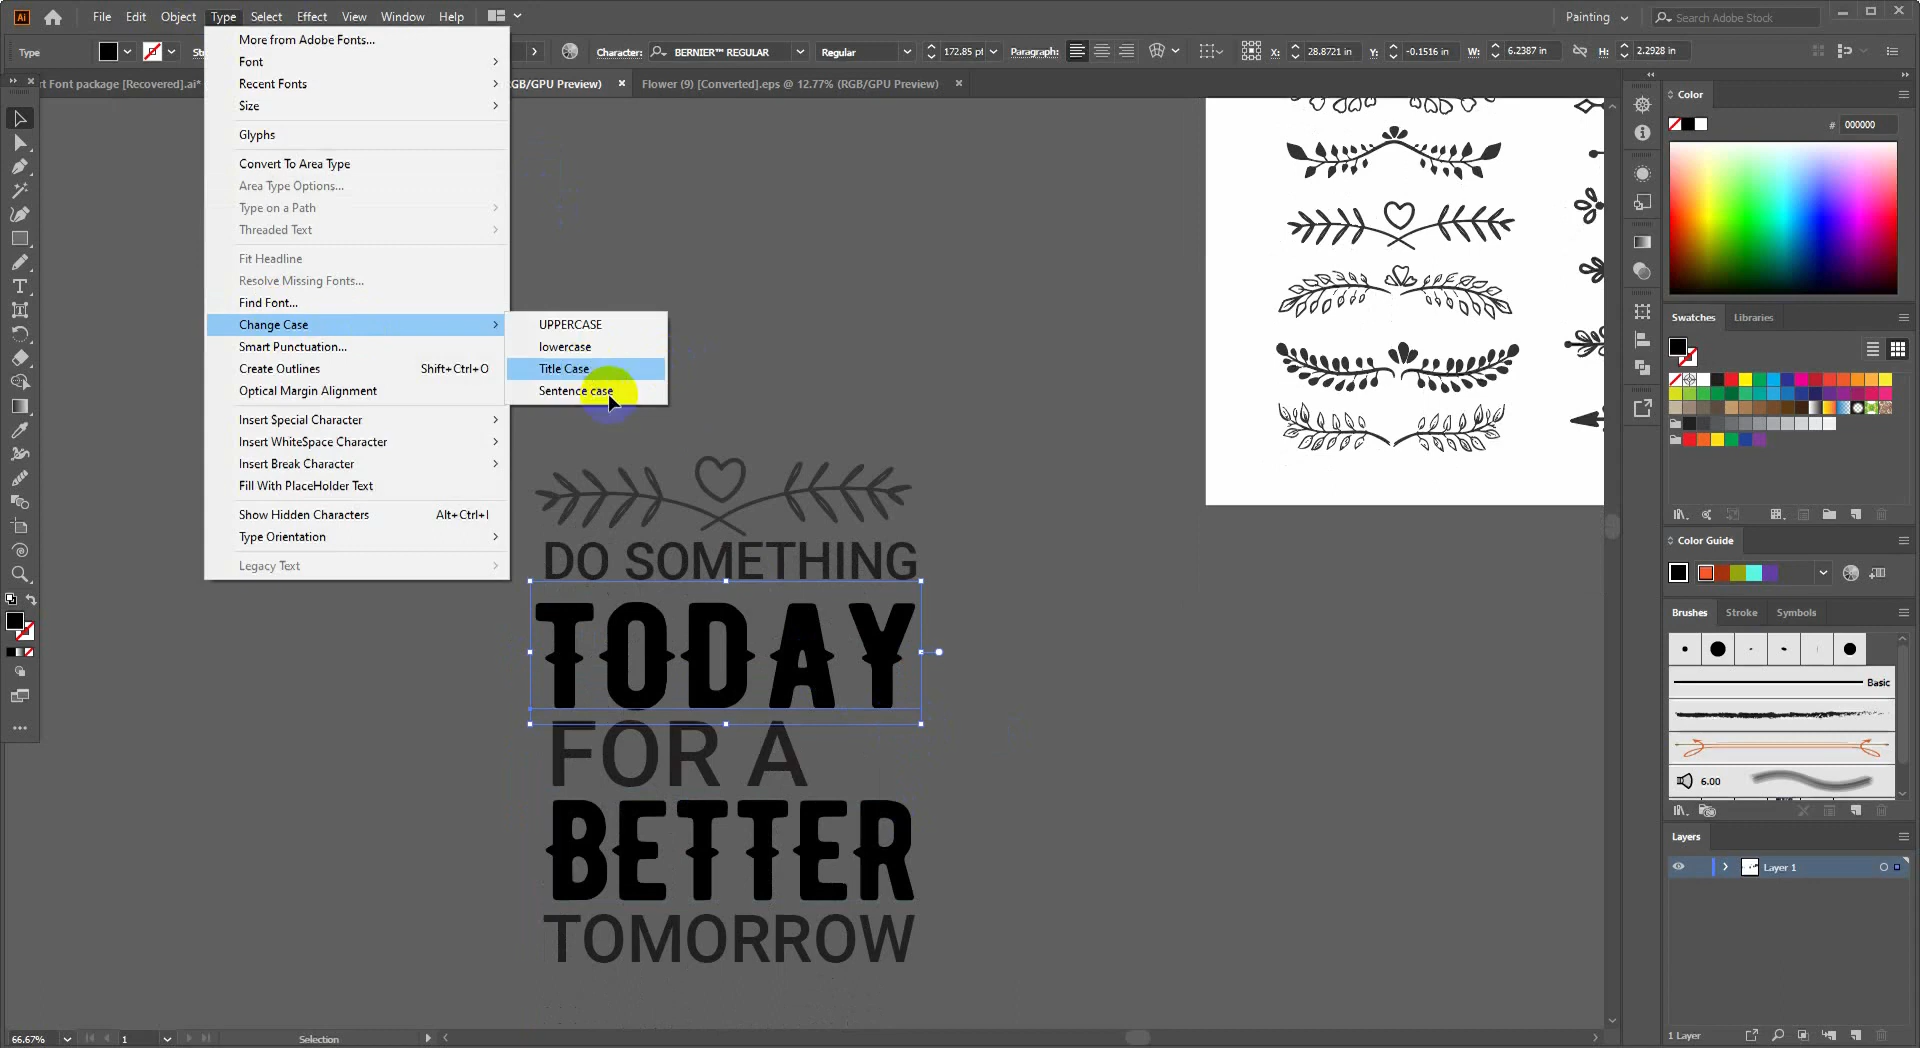 Ai File Edit Object Type Select Effect View Window Help Painting Search Adobe Stock
Type Character: BERNIER™ REGULAR Regular 172.85 pt Paragraph: X: 28.8721 in Y: -0.1516 in W: 6.2387 in H: 2.2928 in
rt Font package [Recovered].ai* GB/GPU Preview) × Flower (9) [Converted].eps @ 12.77% (RGB/GPU Preview) ×
More from Adobe Fonts...
Font
Recent Fonts
Size
Glyphs
Convert To Area Type
Area Type Options...
Type on a Path
Threaded Text
Fit Headline
Resolve Missing Fonts...
Find Font...
Change Case
Smart Punctuation...
Create Outlines Shift+Ctrl+O
Optical Margin Alignment
Insert Special Character
Insert WhiteSpace Character
Insert Break Character
Fill With PlaceHolder Text
Show Hidden Characters Alt+Ctrl+I
Type Orientation
Legacy Text
UPPERCASE
lowercase
Title Case
Sentence case
DO SOMETHING
TODAY
FOR A
BETTER
TOMORROW
Color
# 000000
Swatches Libraries
Color Guide
Brushes Stroke Symbols
Basic
6.00
Layers
Layer 1
1 Layer
66.67% 1 Selection